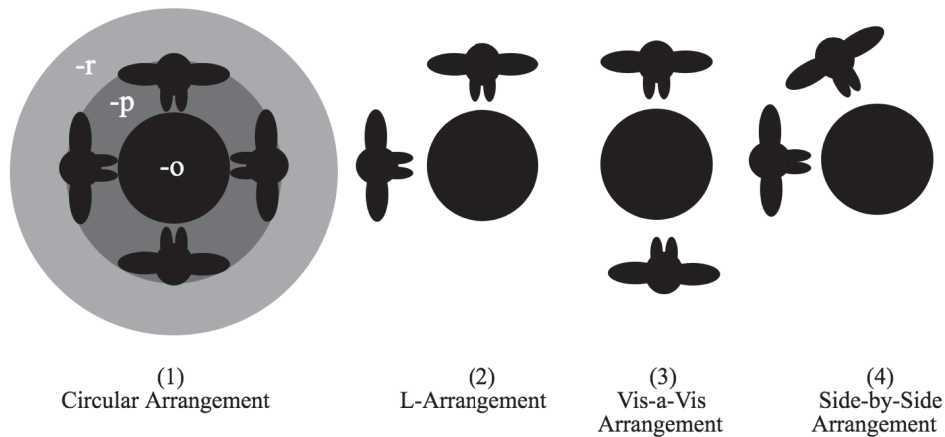 -r
-p
-o
(1)
Circular Arrangement
(2)
L-Arrangement
(3)
Vis-a-Vis
Arrangement
(4)
Side-by-Side
Arrangement